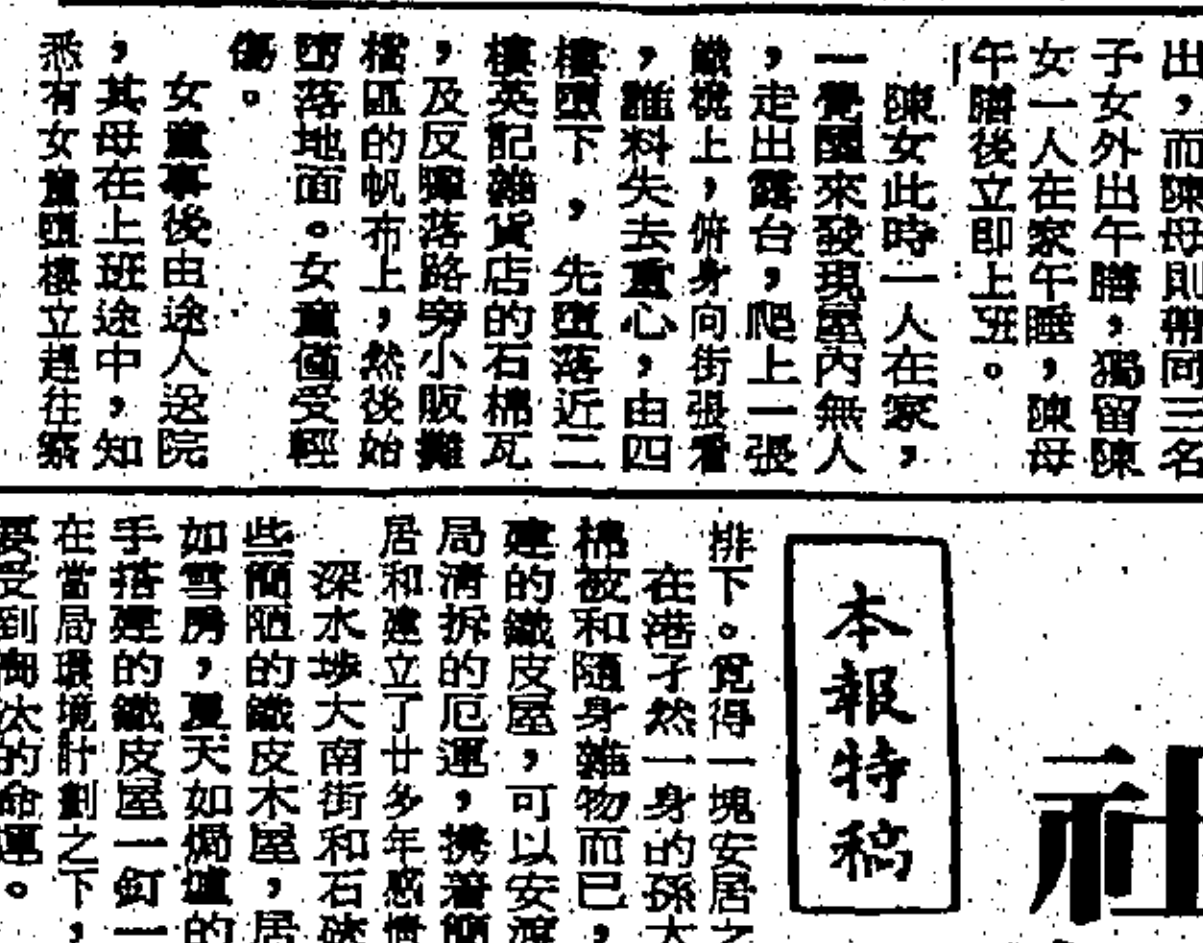 出,而陳母則帶同三名
子女外出午膳,獨留陳
女一人在家午睡,陳母
午膳後立即上班。
陳女此時一人在家,
一覺醒來發現屋內無人
,走出露台,爬上一張
鐵櫈上,俯身向街張看
,誰料失去重心,由四
樓墮下,先墮落近二
樓英記雜貨店的石棉瓦
,及反彈落路旁小販攤
檔區的帆布上,然後始
墮落地面。女童僅受輕
傷。
女童事後由途人送院
,其母在上班途中,知
悉有女童墮樓立趕往察
社
本報特稿
排下。覓得一塊安居之
在港孑然一身的孫大
棉被和隨身雜物而已,
建的鐵皮屋,可以安渡
局清拆的厄運,携着簡
居和建立了廿多年感情
深水埗大南街和石硤
些簡陋的鐵皮木屋,居
如雪房,夏天如焗爐的
手搭建的鐵皮屋一釘一
在當局環境計劃之下,
要受到淘汰的命運。